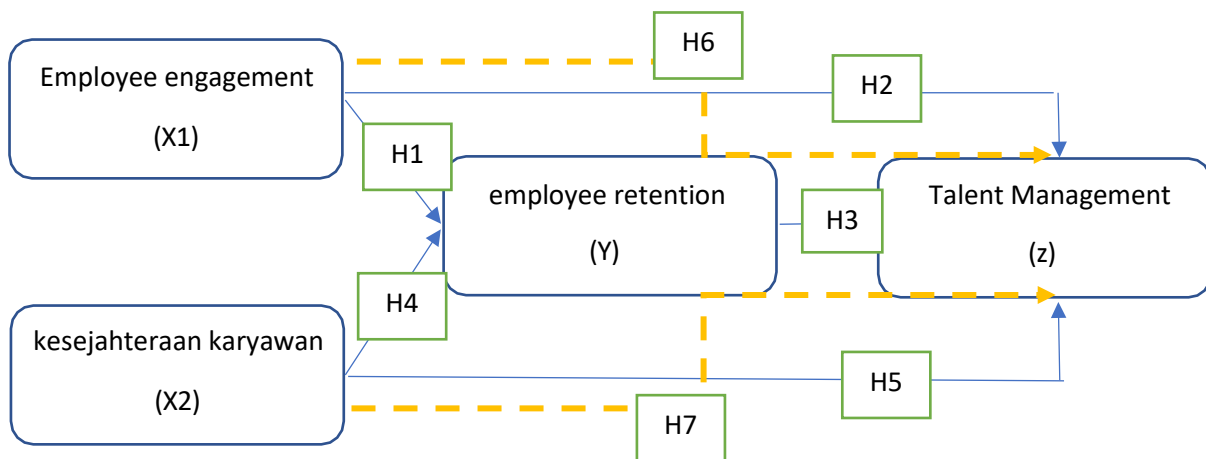 H6
Employee engagement
(X1)
H2
H1
employee retention
(Y)
H3
Talent Management
(z)
H4
kesejahteraan karyawan
(X2)
H5
H7